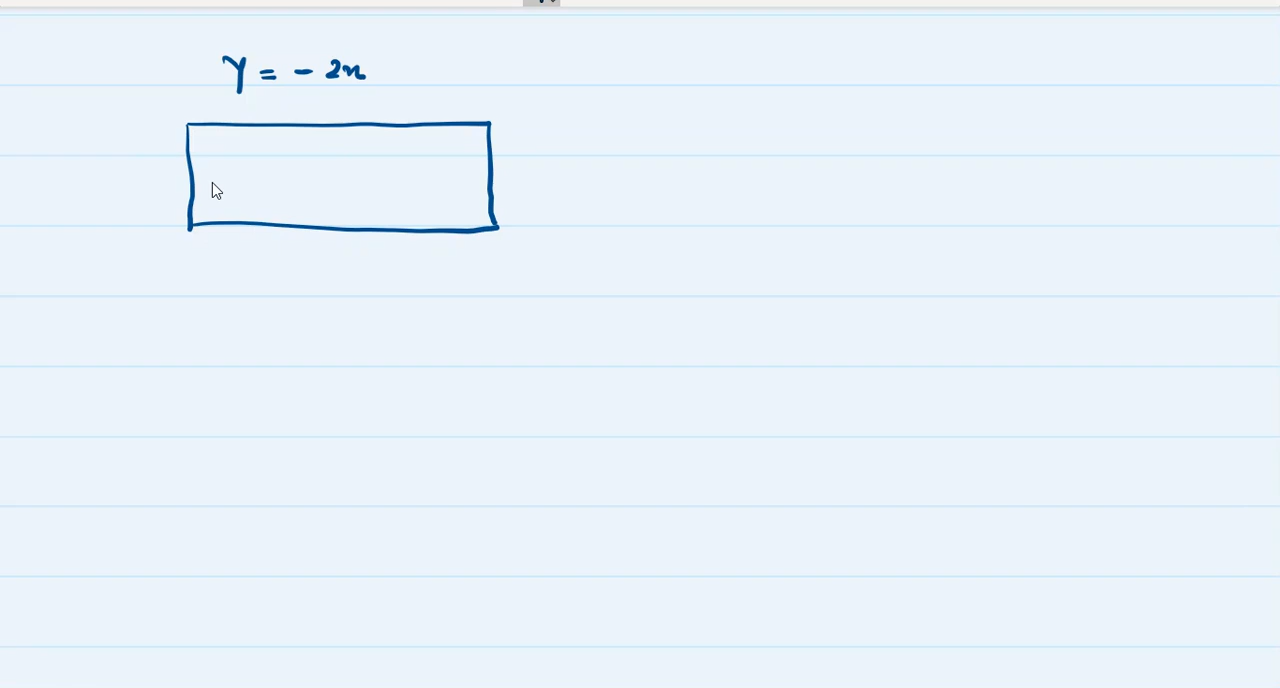 Y = - 2x